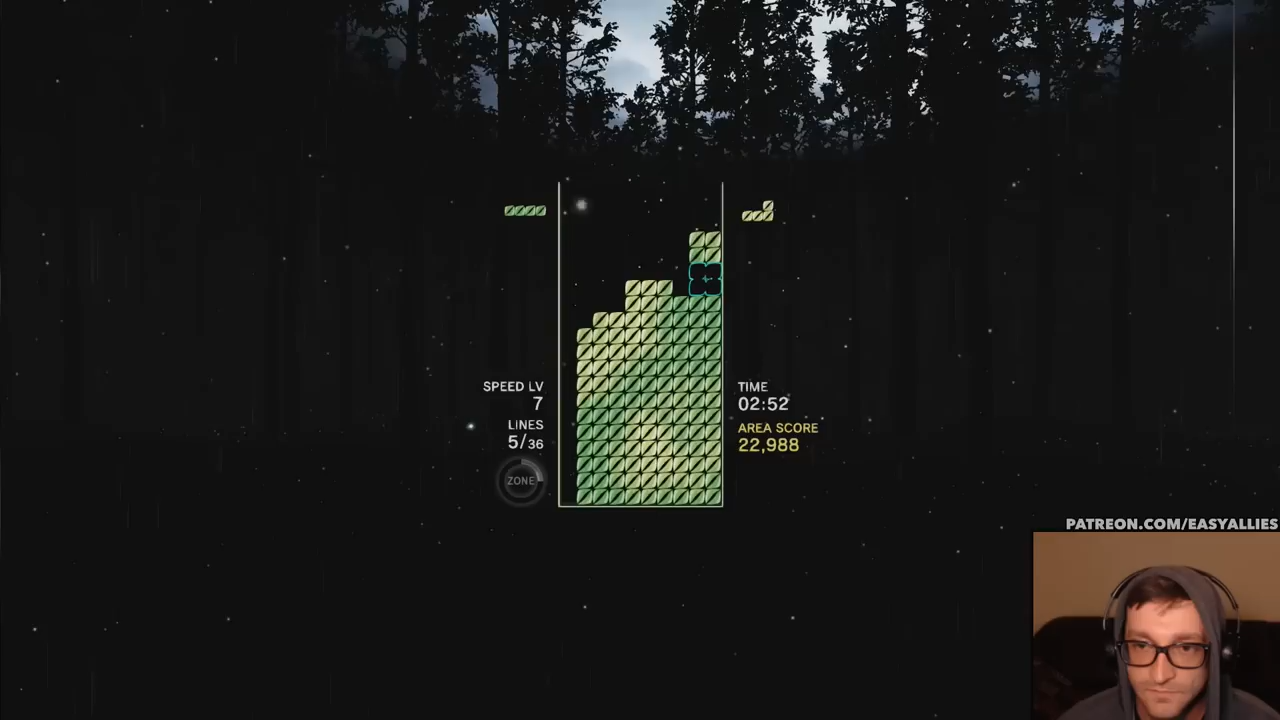 SPEED LV
7
LINES
5/36
ZONE
TIME
02:52
AREA SCORE
22,988
PATREON.COM/EASYALLIES